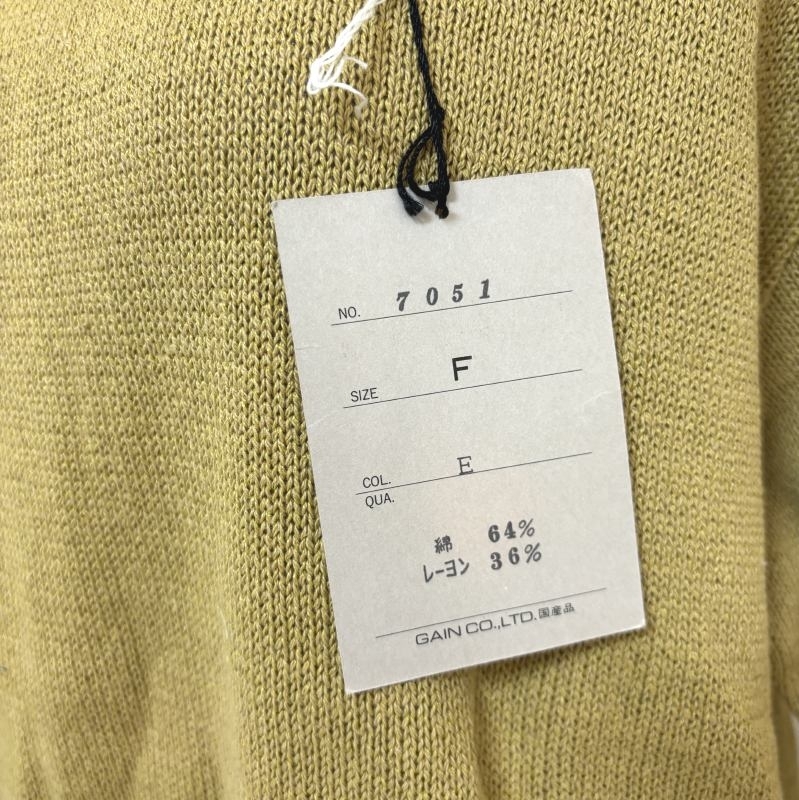 NO. 7051
SIZE F
COL. E
QUA.
綿 64%
レーヨン 36%
GAIN CO.,LTD. 国産品